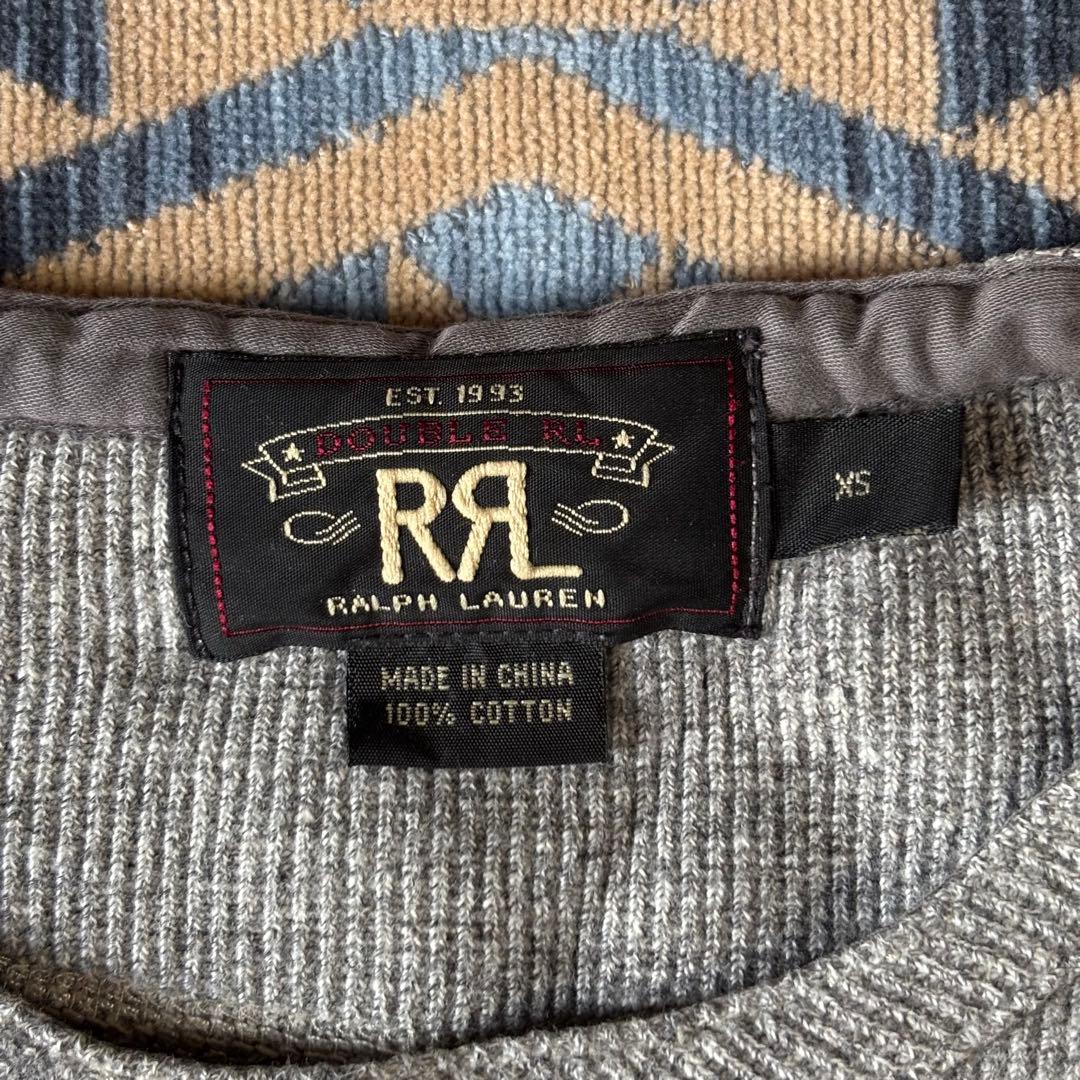 EST. 1993
DOUBLE RL
RRL
RALPH LAUREN
XS
MADE IN CHINA
100% COTTON